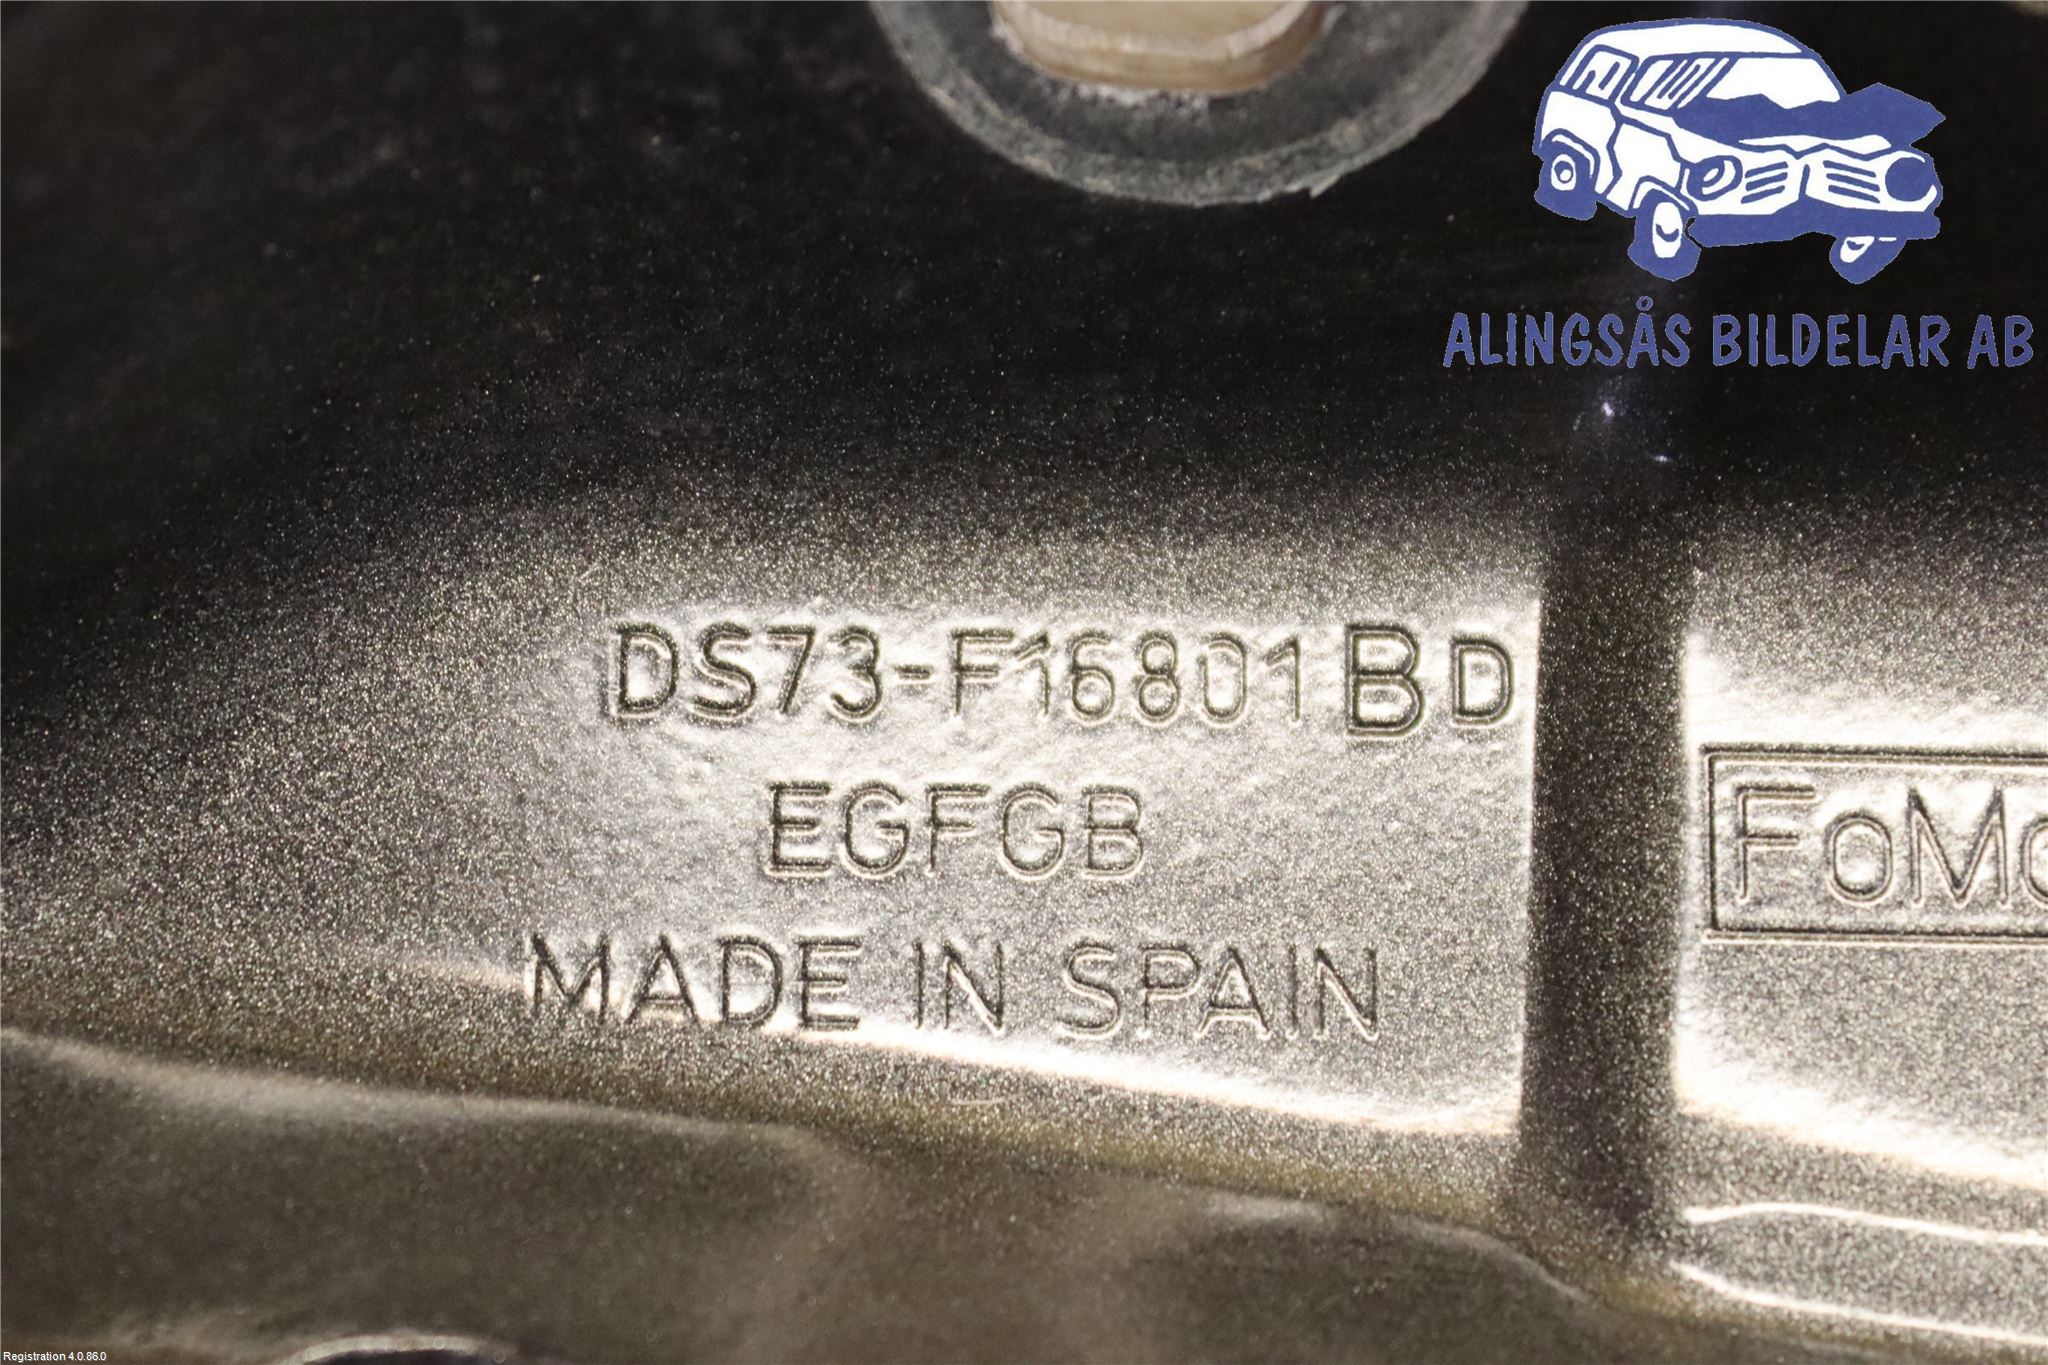 ALINGSÅS BILDELAR AB
DS73-F16801BD
EGFGB
FoMo
MADE IN SPAIN
Registration 4.0.86.0